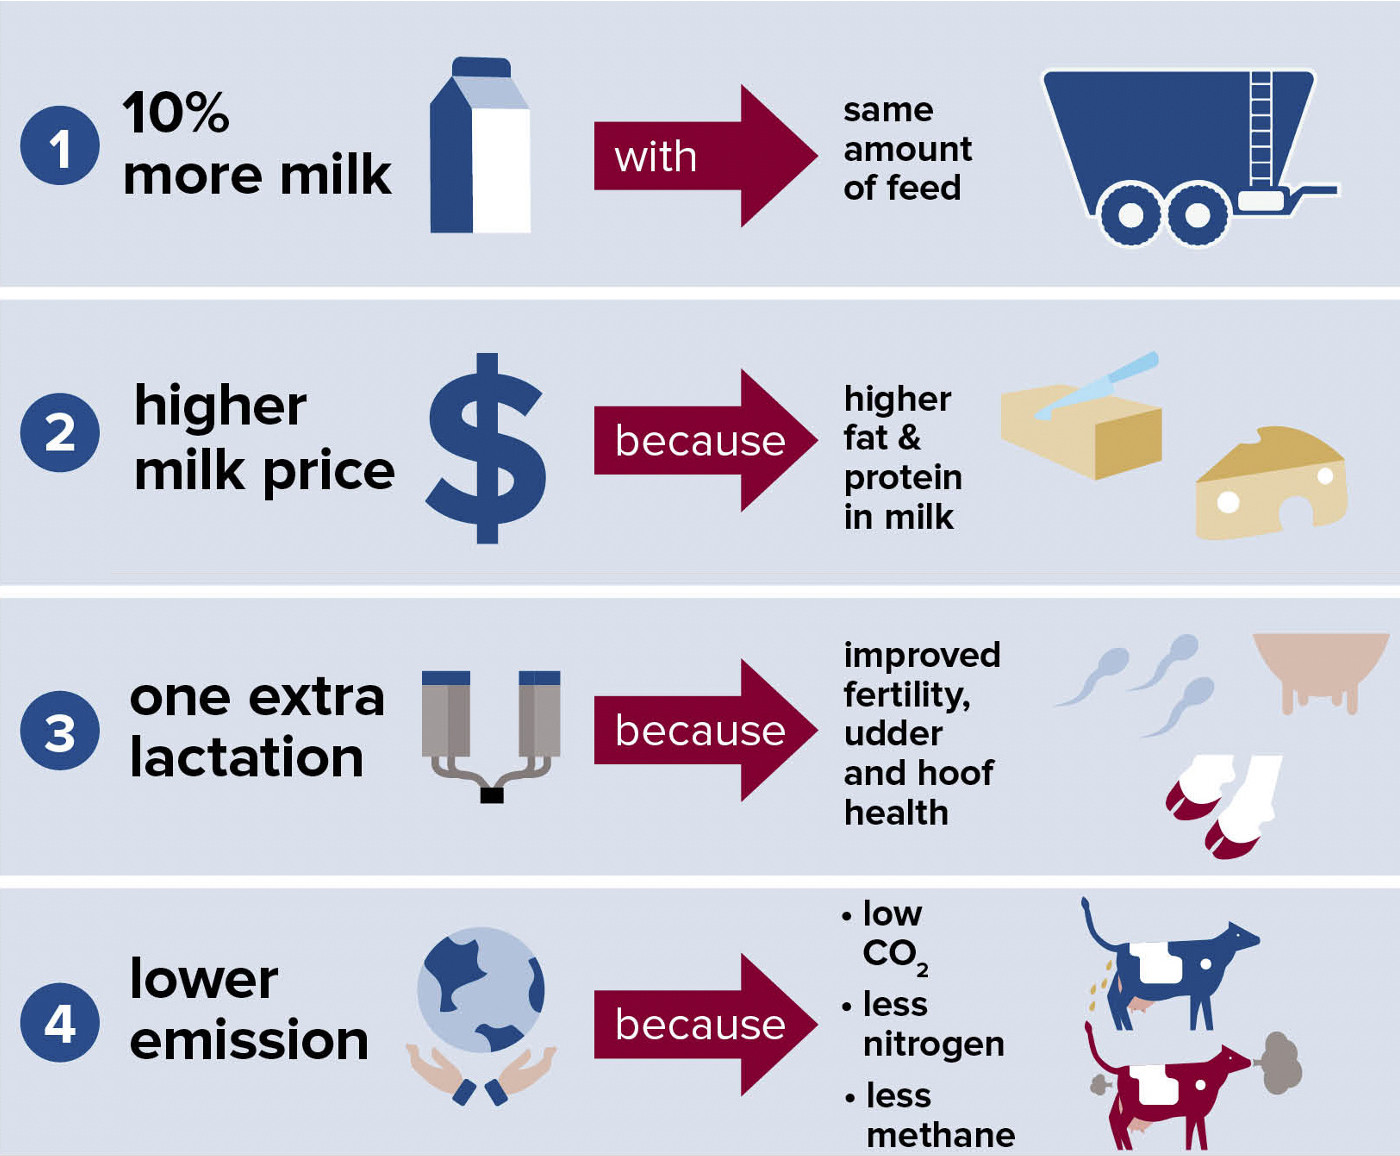 1
10%
more milk
with
same
amount
of feed
2
higher
milk price
$
because
higher
fat &
protein
in milk
3
one extra
lactation
because
improved
fertility,
udder
and hoof
health
4
lower
emission
because
• low
CO₂
• less
nitrogen
• less
methane